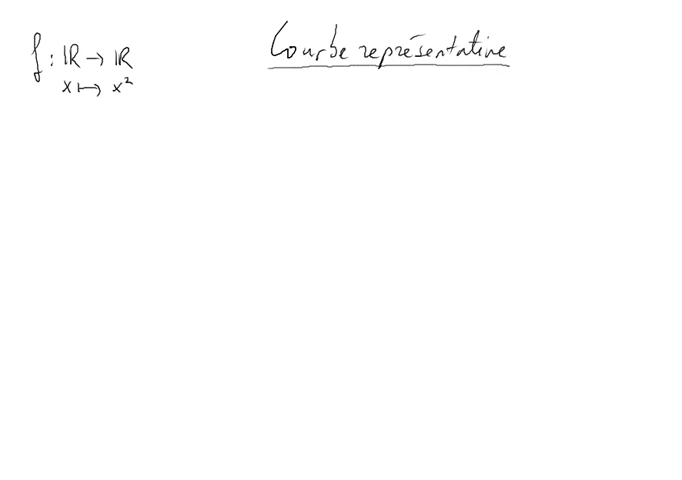 f : ℝ → ℝ
x ↦ x²
Courbe représentative